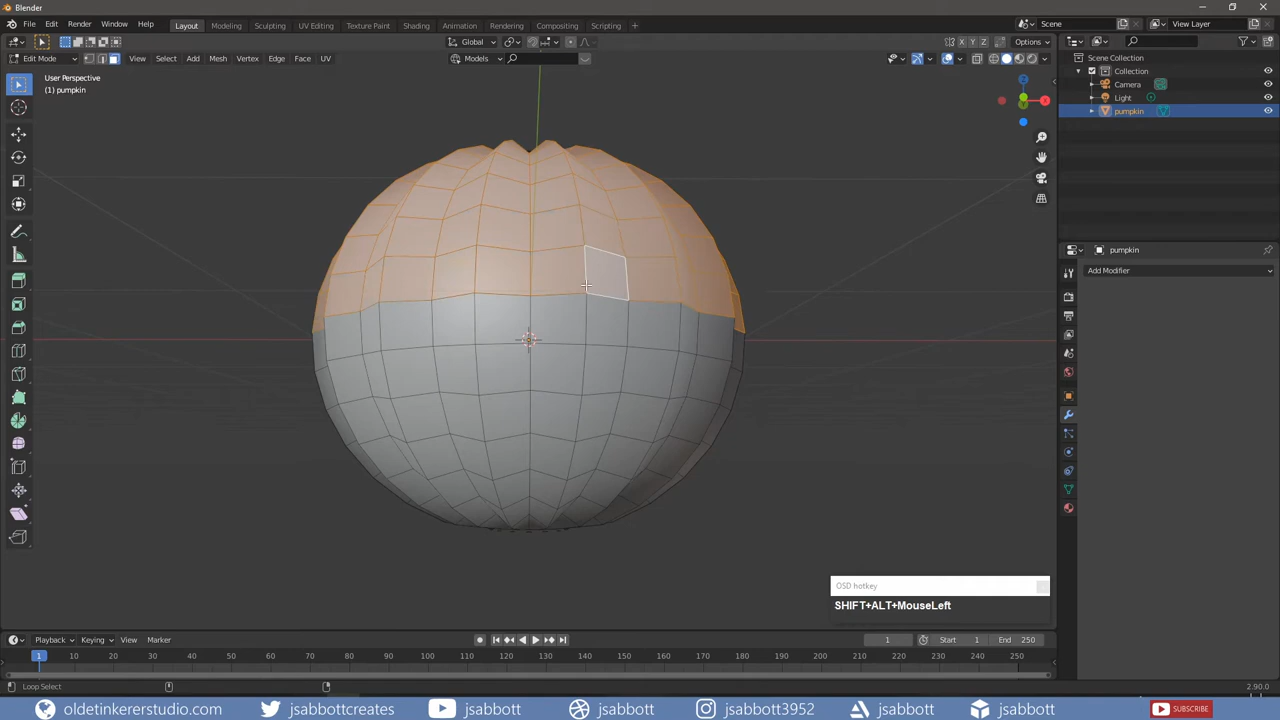 Blender
File Edit Render Window Help Layout Modeling Sculpting UV Editing Texture Paint Shading Animation Rendering Compositing Scripting + Scene View Layer
Global X Y Z Options
Edit Mode View Select Add Mesh Vertex Edge Face UV Models
User Perspective
(1) pumpkin
Z
X
Y
Scene Collection
Collection
Camera
Light
pumpkin
pumpkin
Add Modifier
OSD hotkey
SHIFT+ALT+MouseLeft
Playback Keying View Marker 1 Start 1 End 250
1 10 20 30 40 50 60 70 80 90 100 110 120 130 140 150 160 170 180 190 200 210 220 230 240 250
Loop Select 2.90.0
oldetinkererstudio.com jsabbottcreates jsabbott jsabbott jsabbott3952 jsabbott jsabbott SUBSCRIBE